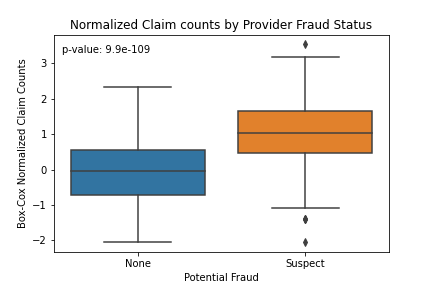 Normalized Claim counts by Provider Fraud Status
p-value: 9.9e-109
Box-Cox Normalized Claim Counts
3
2
1
0
−1
−2
None
Suspect
Potential Fraud